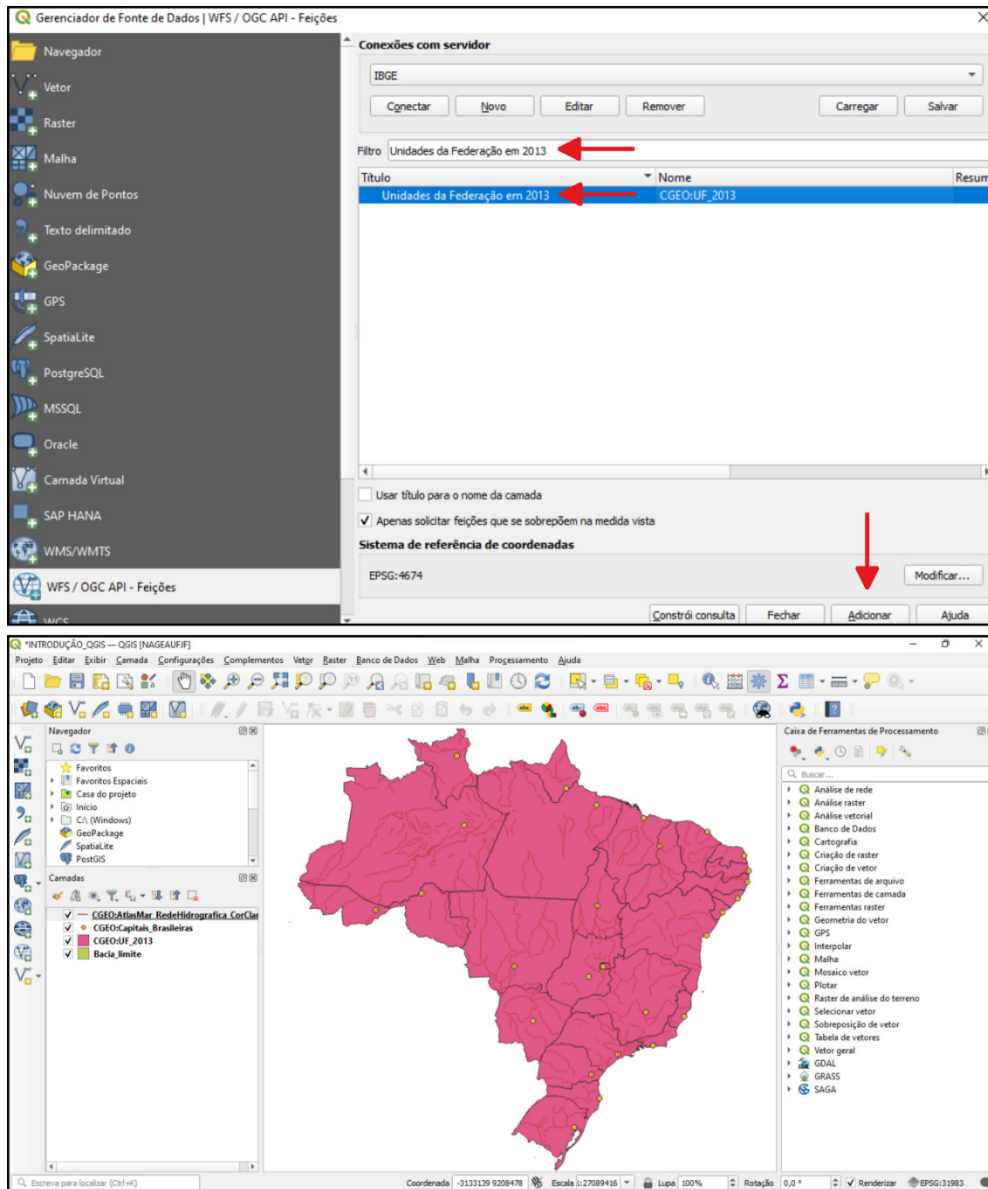 Gerenciador de Fonte de Dados | WFS / OGC API - Feições
Navegador
Vetor
Raster
Malha
Nuvem de Pontos
Texto delimitado
GeoPackage
GPS
SpatiaLite
PostgreSQL
MSSQL
Oracle
Camada Virtual
SAP HANA
WMS/WMTS
WFS / OGC API - Feições
WCS
Conexões com servidor
IBGE
Conectar Novo Editar Remover Carregar Salvar
Filtro Unidades da Federação em 2013
Título Nome Resum
Unidades da Federação em 2013 CGEO:UF_2013
Usar título para o nome da camada
Apenas solicitar feições que se sobrepõem na medida vista
Sistema de referência de coordenadas
EPSG:4674 Modificar...
Constrói consulta Fechar Adicionar Ajuda
*INTRODUÇÃO_QGIS — QGIS [NAGEAUFJF]
Projeto Editar Exibir Camada Configurações Complementos Vetor Raster Banco de Dados Web Malha Processamento Ajuda
Navegador
Favoritos
Favoritos Espaciais
Casa do projeto
Início
C:\ (Windows)
GeoPackage
SpatiaLite
PostGIS
Camadas
CGEO:AtlasMar_RedeHidrografica_CorClar
CGEO:Capitais_Brasileiras
CGEO:UF_2013
Bacia_limite
Caixa de Ferramentas de Processamento
Buscar...
Análise de rede
Análise raster
Análise vetorial
Banco de Dados
Cartografia
Criação de raster
Criação de vetor
Ferramentas de arquivo
Ferramentas de camada
Ferramentas raster
Geometria do vetor
GPS
Interpolar
Malha
Mosaico vetor
Plotar
Raster de análise do terreno
Selecionar vetor
Sobreposição de vetor
Tabela de vetores
Vetor geral
GDAL
GRASS
SAGA
Escreva para localizar (Ctrl+K) Coordenada -3133139 9208478 Escala 1:27089416 Lupa 100% Rotação 0,0 ° Renderizar EPSG:31983